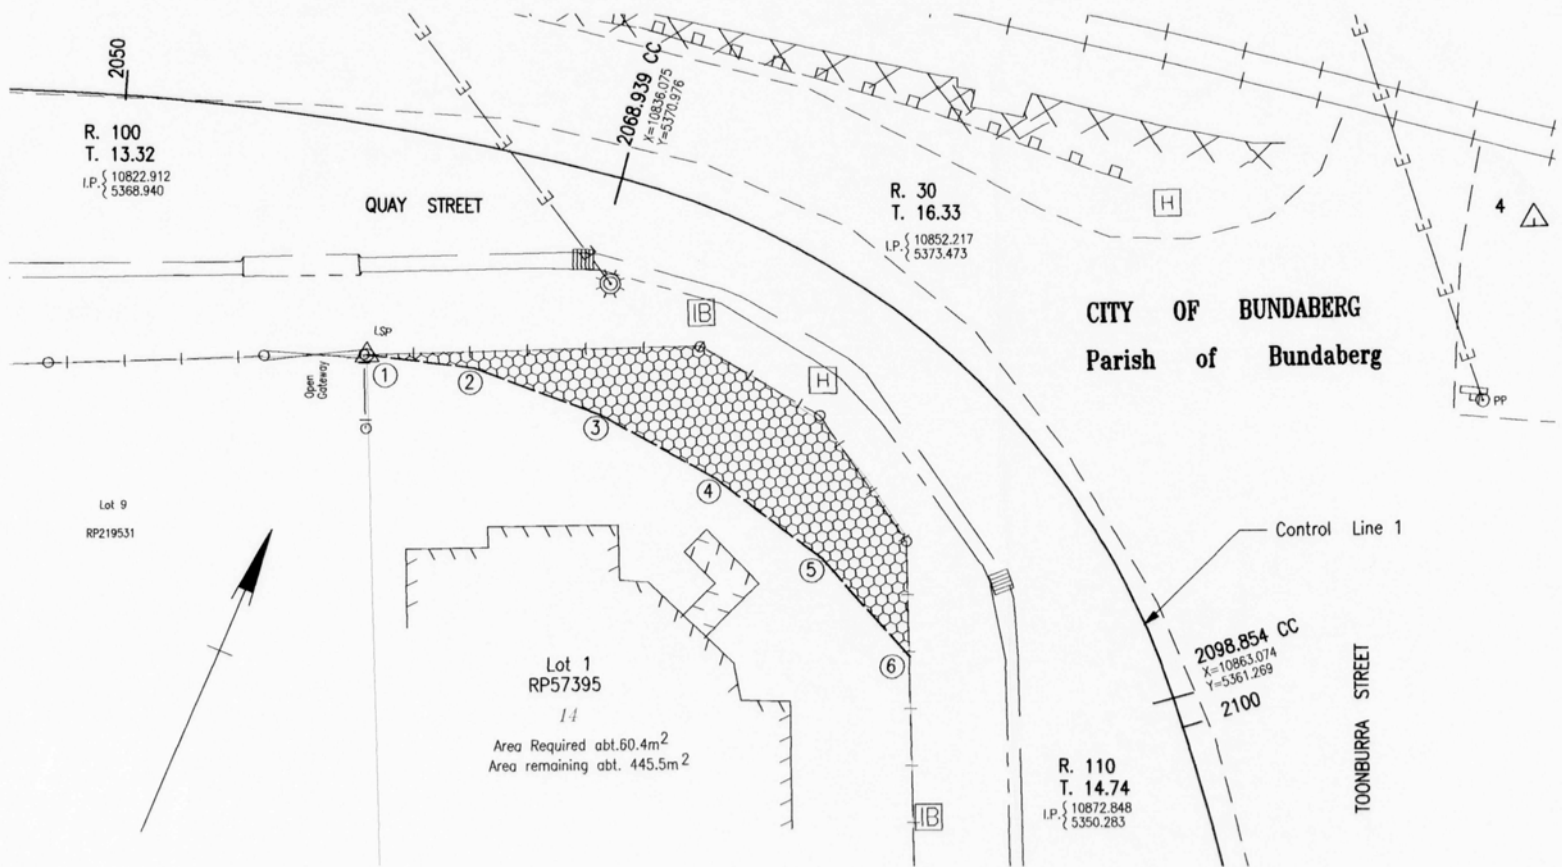 2050
R. 100
T. 13.32
I.P. { 10822.912
5368.940
QUAY STREET
2068.939 CC
X=10836.075
Y=5370.976
R. 30
T. 16.33
I.P. { 10852.217
5373.473
H
4
CITY OF BUNDABERG
Parish of Bundaberg
PP
IB
H
LSP
Open
Gateway
1
2
3
4
5
6
Lot 9
RP219531
Lot 1
RP57395
14
Area Required abt.60.4m²
Area remaining abt. 445.5m²
Control Line 1
2098.854 CC
X=10863.074
Y=5361.269
2100
TOONBURRA STREET
R. 110
T. 14.74
I.P. { 10872.848
5350.283
IB
E
E
E
E
E
E
E
E
E
E
E
E